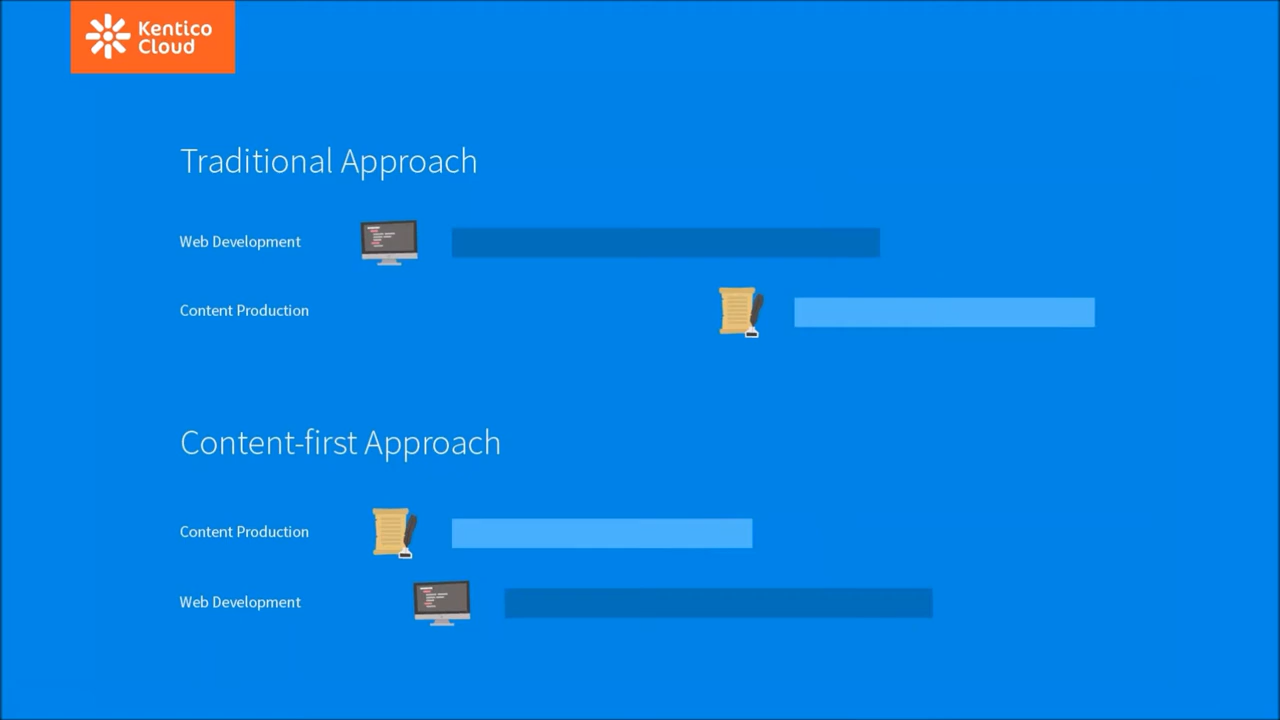 Kentico
Cloud
Traditional Approach
Web Development
Content Production
Content-first Approach
Content Production
Web Development